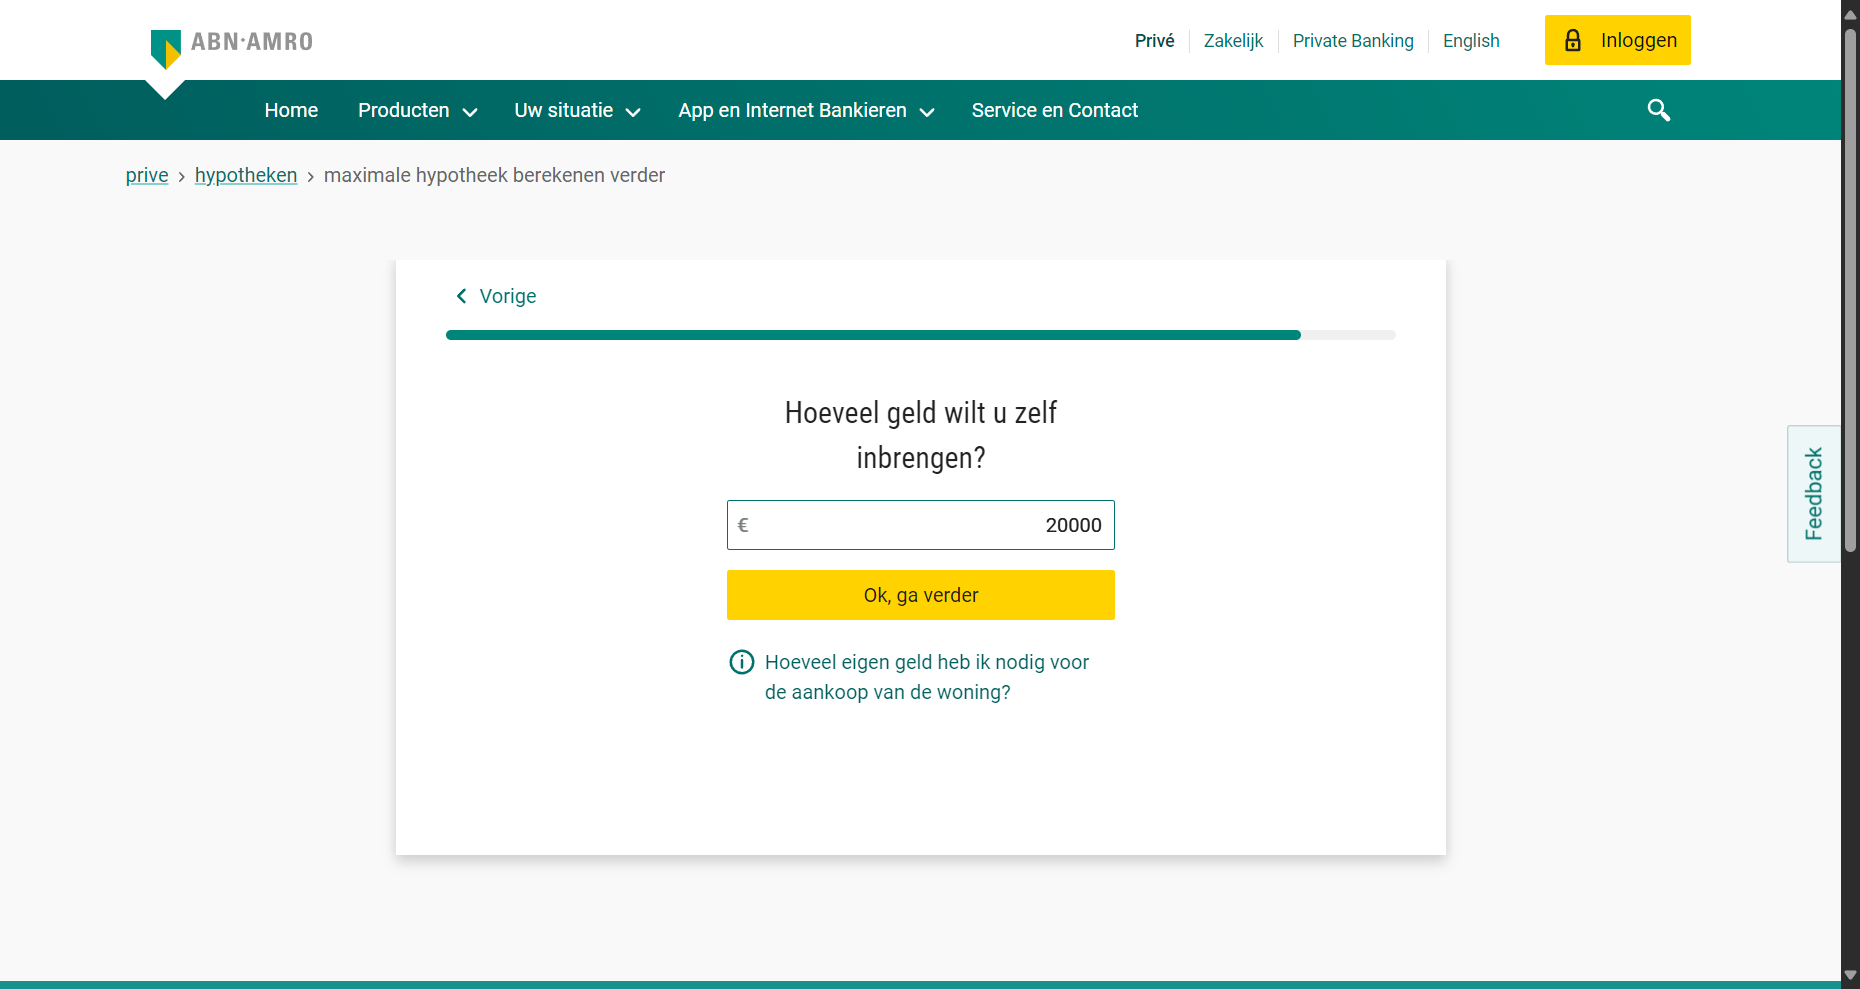 ABN·AMRO
Privé
Zakelijk
Private Banking
English
Inloggen
Home
Producten
Uw situatie
App en Internet Bankieren
Service en Contact
prive › hypotheken › maximale hypotheek berekenen verder
Vorige
Hoeveel geld wilt u zelf
inbrengen?
€ 20000
Ok, ga verder
Hoeveel eigen geld heb ik nodig voor
de aankoop van de woning?
Feedback